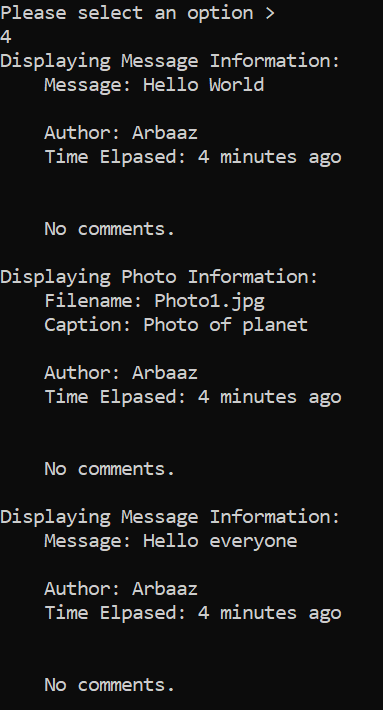 Please select an option >
4
Displaying Message Information:
Message: Hello World
Author: Arbaaz
Time Elpased: 4 minutes ago
No comments.
Displaying Photo Information:
Filename: Photo1.jpg
Caption: Photo of planet
Author: Arbaaz
Time Elpased: 4 minutes ago
No comments.
Displaying Message Information:
Message: Hello everyone
Author: Arbaaz
Time Elpased: 4 minutes ago
No comments.